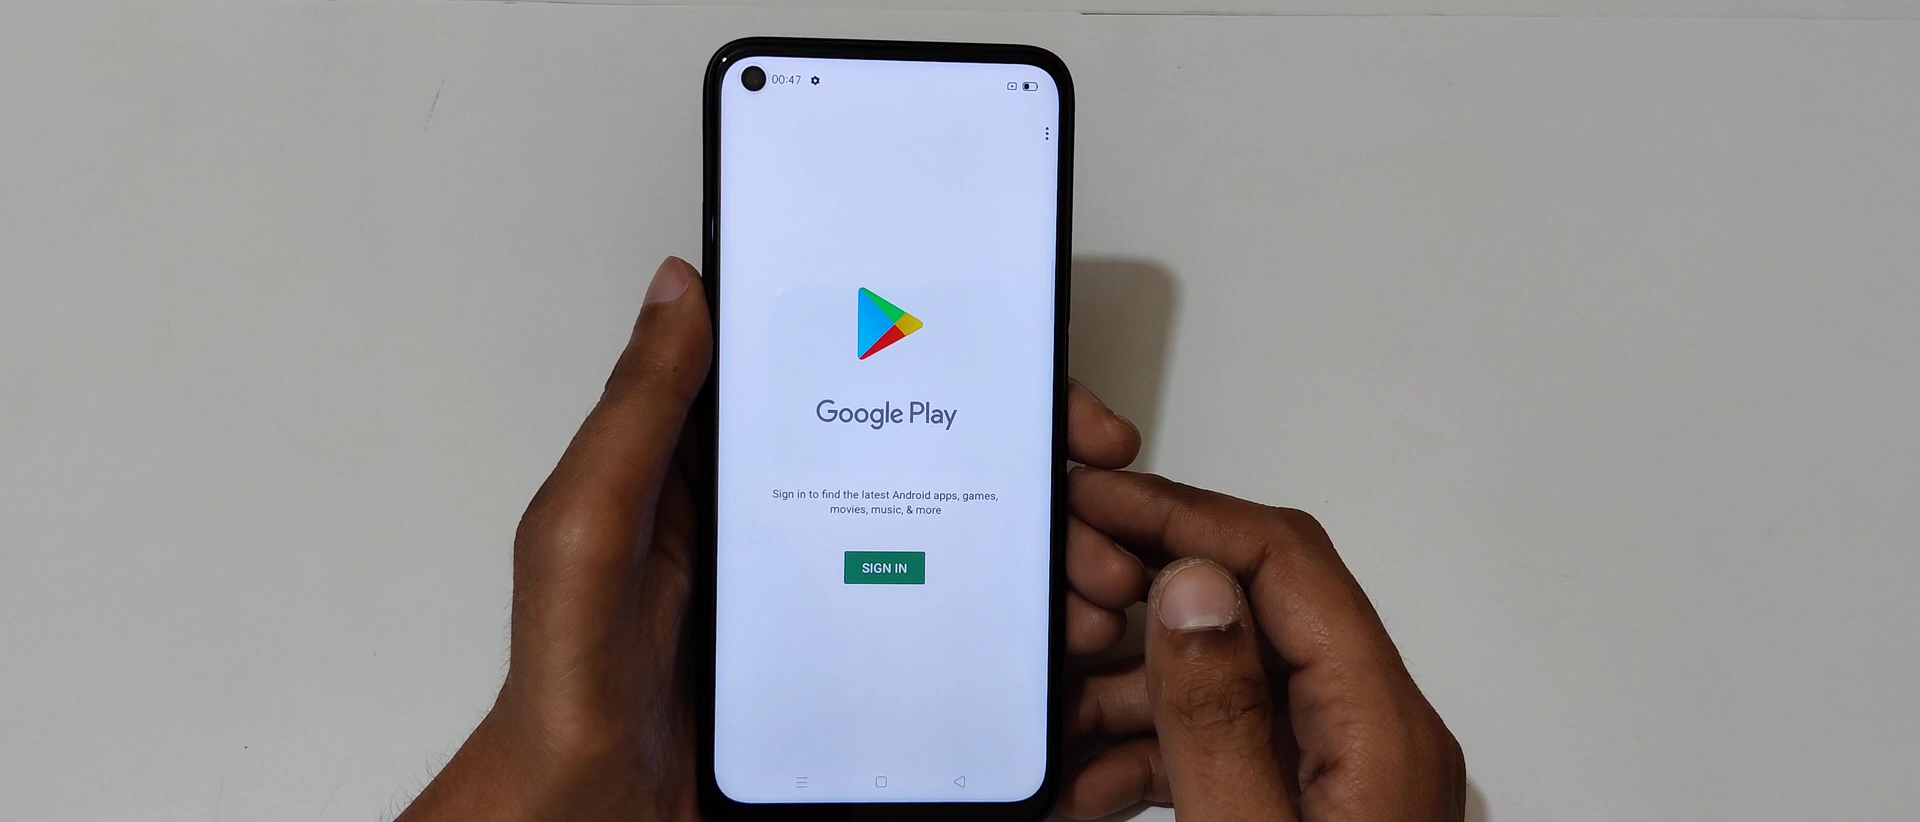 00:47
Google Play
Sign in to find the latest Android apps, games,
movies, music, & more
SIGN IN